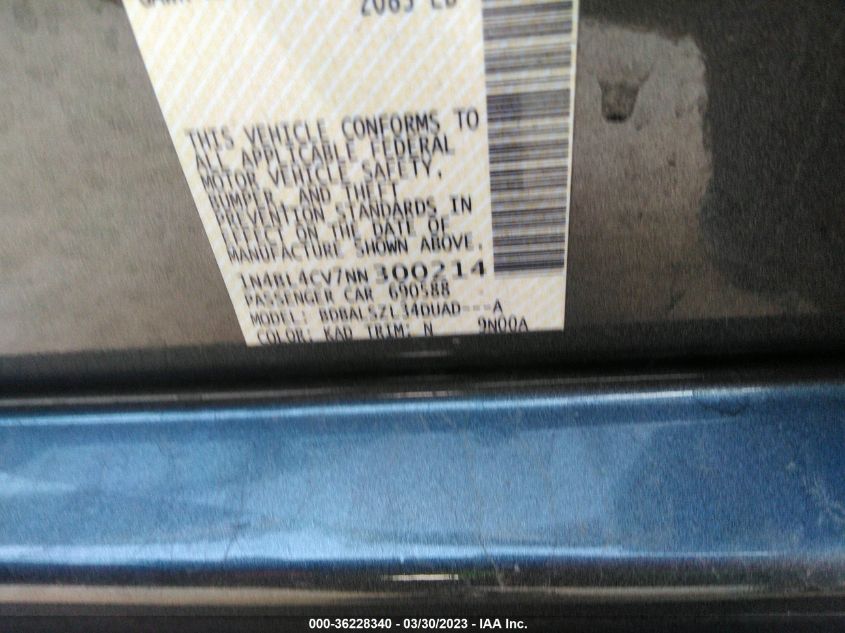 2085 LB
THIS VEHICLE CONFORMS TO
ALL APPLICABLE FEDERAL
MOTOR VEHICLE SAFETY,
BUMPER, AND THEFT
PREVENTION STANDARDS IN
EFFECT ON THE DATE OF
MANUFACTURE SHOWN ABOVE.
1N4BL4CV7NN300214
PASSENGER CAR 690588
MODEL: BDBALSZL34DUAD---A
COLOR: KAD TRIM: N 9N00A
000-36228340 - 03/30/2023 - IAA Inc.